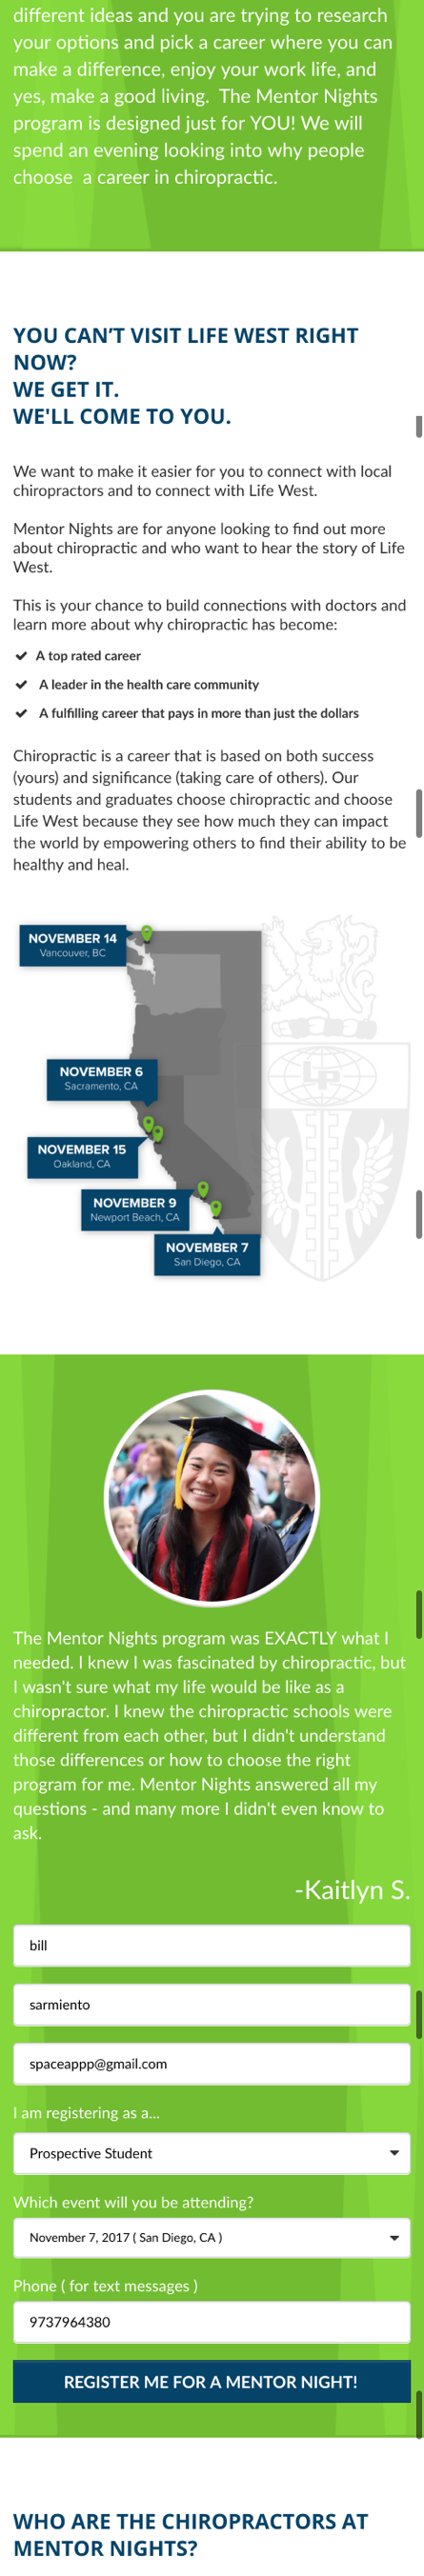 different ideas and you are trying to research
your options and pick a career where you can
make a difference, enjoy your work life, and
yes, make a good living. The Mentor Nights
program is designed just for YOU! We will
spend an evening looking into why people
choose a career in chiropractic.
YOU CAN'T VISIT LIFE WEST RIGHT
NOW?
WE GET IT.
WE'LL COME TO YOU.
We want to make it easier for you to connect with local
chiropractors and to connect with Life West.
Mentor Nights are for anyone looking to find out more
about chiropractic and who want to hear the story of Life
West.
This is your chance to build connections with doctors and
learn more about why chiropractic has become:
A top rated career
A leader in the health care community
A fulfilling career that pays in more than just the dollars
Chiropractic is a career that is based on both success
(yours) and significance (taking care of others). Our
students and graduates choose chiropractic and choose
Life West because they see how much they can impact
the world by empowering others to find their ability to be
healthy and heal.
NOVEMBER 14
Vancouver, BC
LP
NOVEMBER 6
Sacramento, CA
NOVEMBER 15
Oakland, CA
NOVEMBER 9
Newport Beach, CA
NOVEMBER 7
San Diego, CA
The Mentor Nights program was EXACTLY what I
needed. I knew I was fascinated by chiropractic, but
I wasn't sure what my life would be like as a
chiropractor. I knew the chiropractic schools were
different from each other, but I didn't understand
those differences or how to choose the right
program for me. Mentor Nights answered all my
questions - and many more I didn't even know to
ask.
-Kaitlyn S.
bill
sarmiento
spaceappp@gmail.com
I am registering as a...
Prospective Student
Which event will you be attending?
November 7, 2017 ( San Diego, CA )
Phone ( for text messages )
9737964380
REGISTER ME FOR A MENTOR NIGHT!
WHO ARE THE CHIROPRACTORS AT
MENTOR NIGHTS?